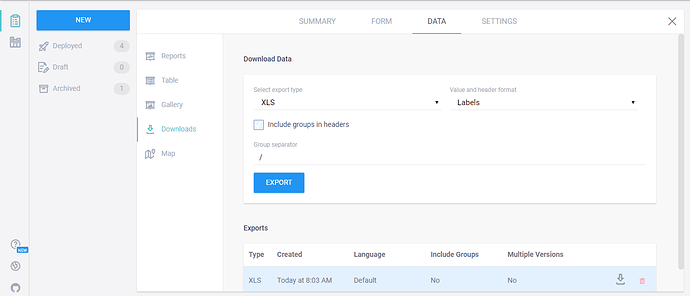 NEW
Deployed 4
Draft 0
Archived 1
NEW
SUMMARY FORM DATA SETTINGS
Reports
Table
Gallery
Downloads
Map
Download Data
Select export type Value and header format
XLS Labels
Include groups in headers
Group separator
/
EXPORT
Exports
Type Created Language Include Groups Multiple Versions
XLS Today at 8:03 AM Default No No